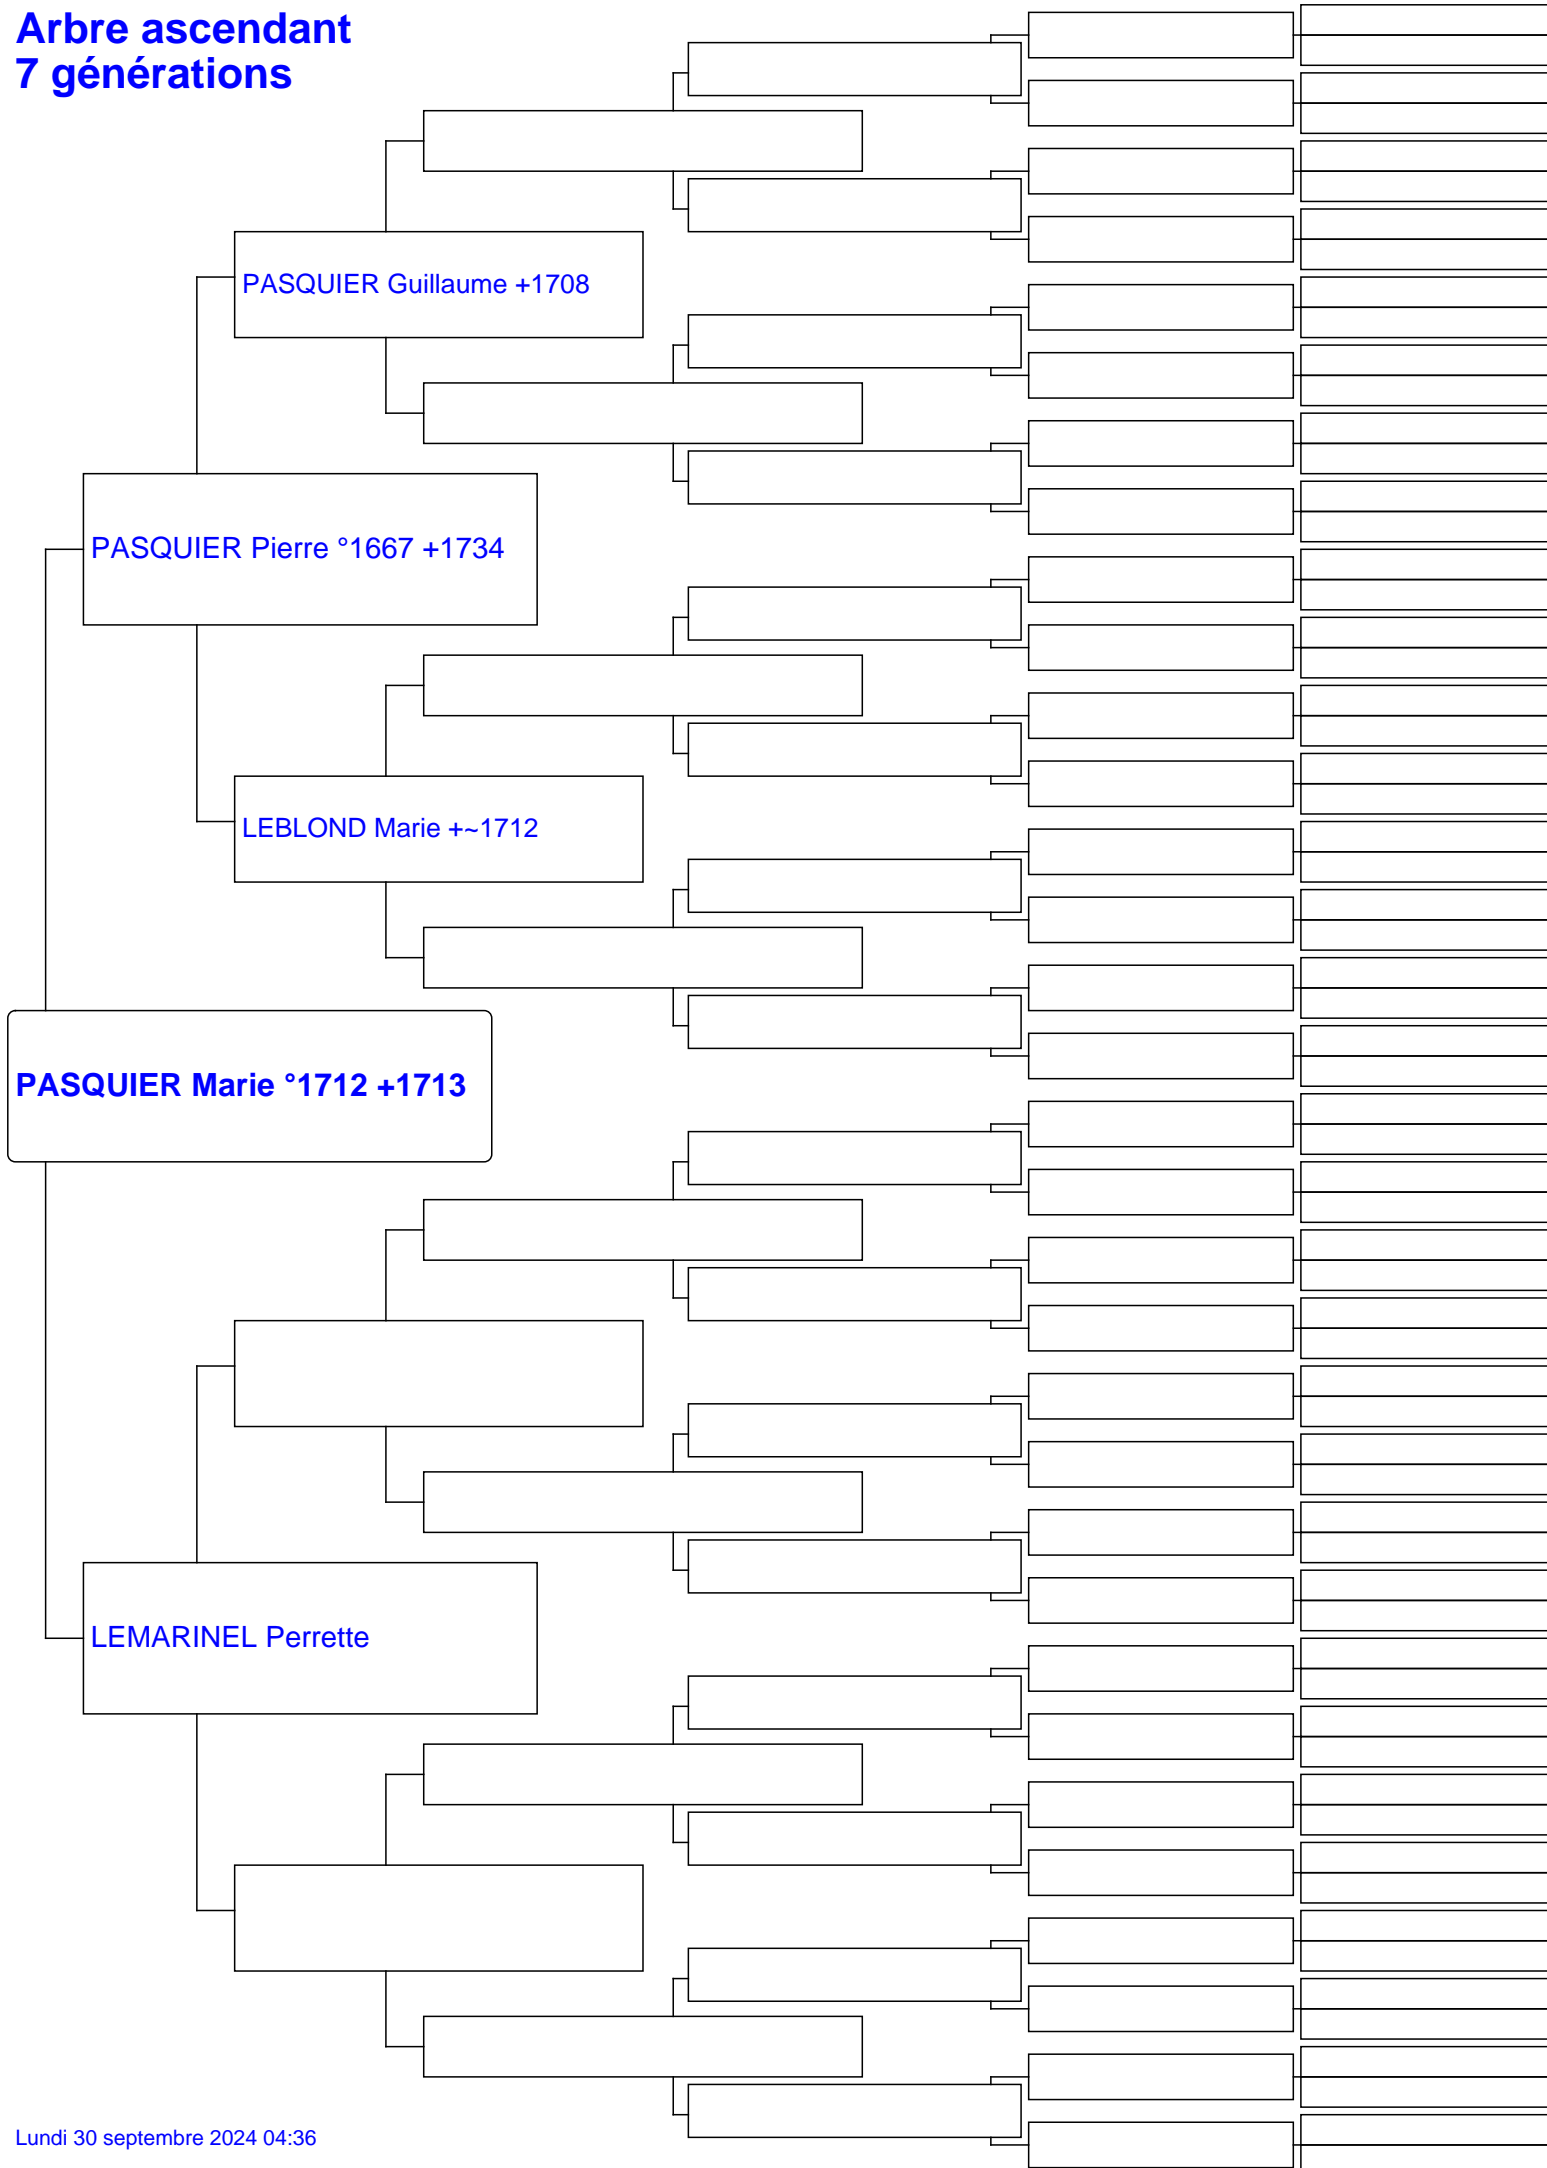 Arbre ascendant
7 générations
PASQUIER Guillaume +1708
PASQUIER Pierre °1667 +1734
LEBLOND Marie +~1712
PASQUIER Marie °1712 +1713
LEMARINEL Perrette
Lundi 30 septembre 2024 04:36